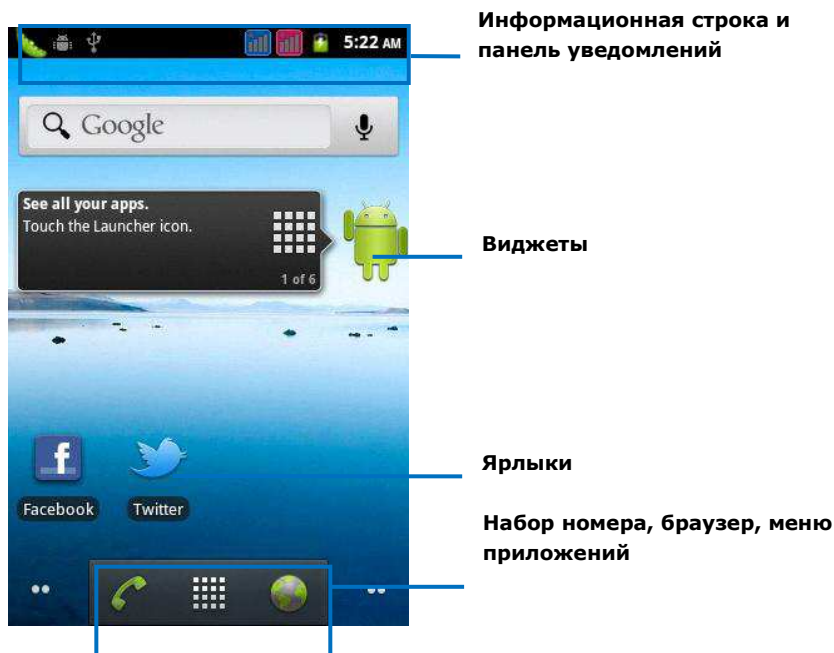 Информационная строка и
панель уведомлений
5:22 AM
Google
See all your apps.
Touch the Launcher icon.
1 of 6
Виджеты
Ярлыки
Facebook
Twitter
Набор номера, браузер, меню
приложений